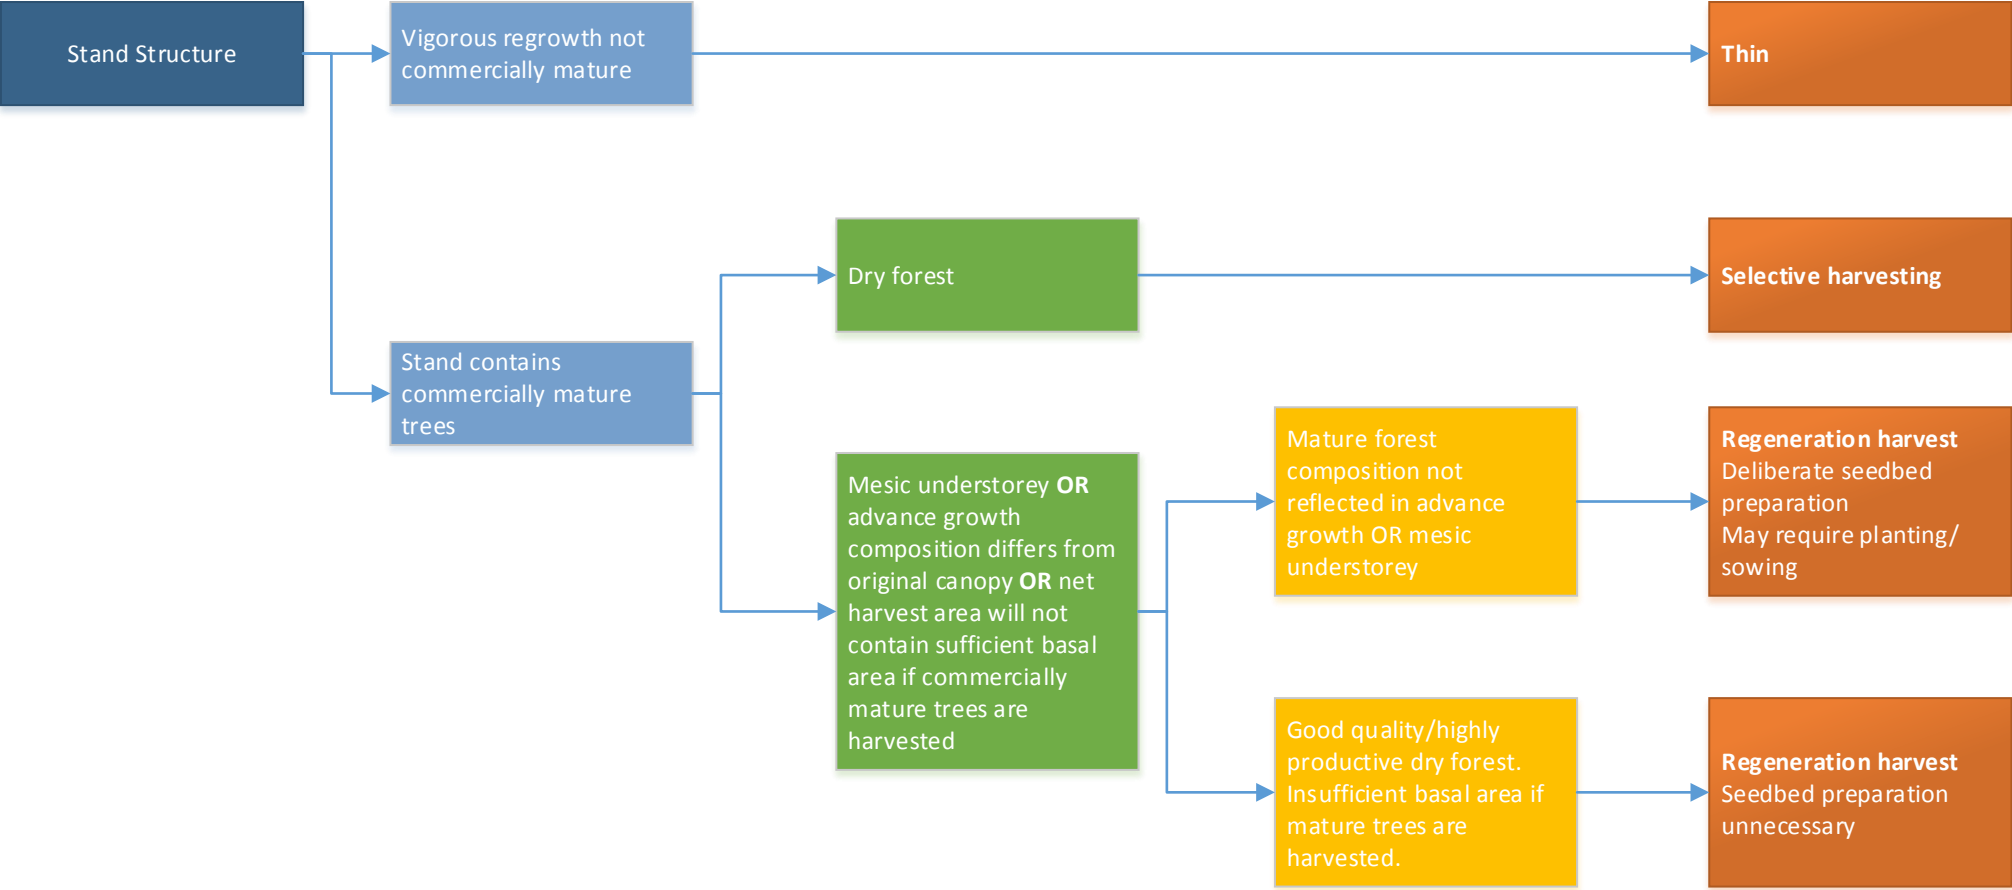 Stand Structure
Vigorous regrowth not
commercially mature
Thin
Dry forest
Selective harvesting
Stand contains
commercially mature
trees
Mesic understorey OR
advance growth
composition differs from
original canopy OR net
harvest area will not
contain sufficient basal
area if commercially
mature trees are
harvested
Mature forest
composition not
reflected in advance
growth OR mesic
understorey
Regeneration harvest
Deliberate seedbed
preparation
May require planting/
sowing
Good quality/highly
productive dry forest.
Insufficient basal area if
mature trees are
harvested.
Regeneration harvest
Seedbed preparation
unnecessary